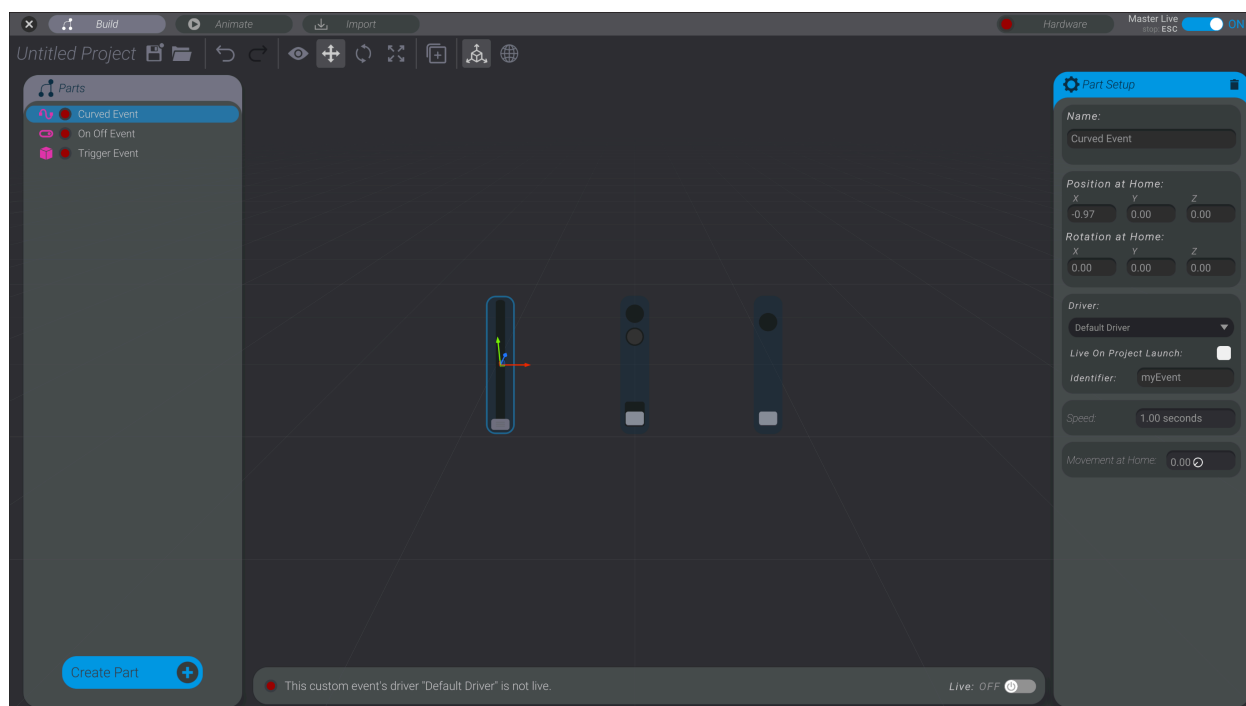 Build
Animate
Import
Hardware
Master Live
stop: ESC
ON
Untitled Project
Parts
Curved Event
On Off Event
Trigger Event
Create Part
This custom event's driver "Default Driver" is not live.
Live: OFF
Part Setup
Name:
Curved Event
Position at Home:
X Y Z
-0.97 0.00 0.00
Rotation at Home:
X Y Z
0.00 0.00 0.00
Driver:
Default Driver
Live On Project Launch:
Identifier: myEvent
Speed: 1.00 seconds
Movement at Home: 0.00